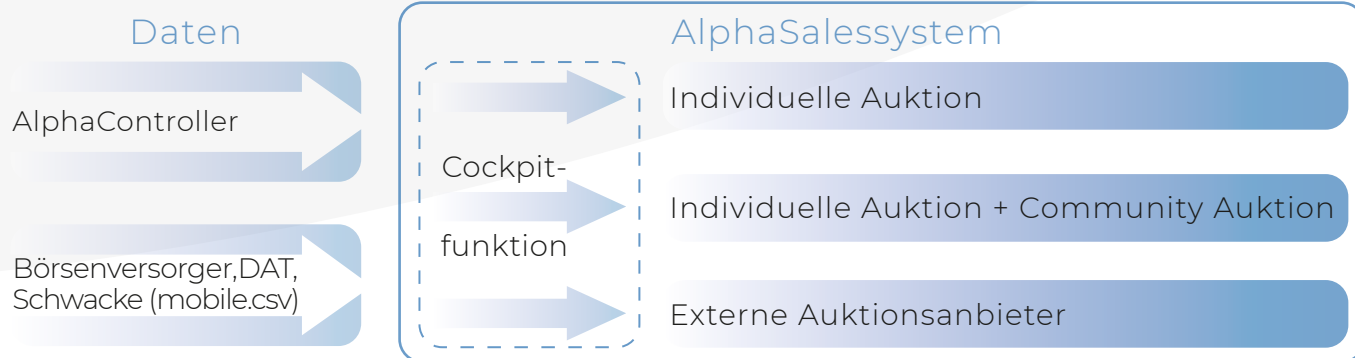 Daten
AlphaController
Börsenversorger,DAT,
Schwacke (mobile.csv)
AlphaSalessystem
Cockpit-
funktion
Individuelle Auktion
Individuelle Auktion + Community Auktion
Externe Auktionsanbieter